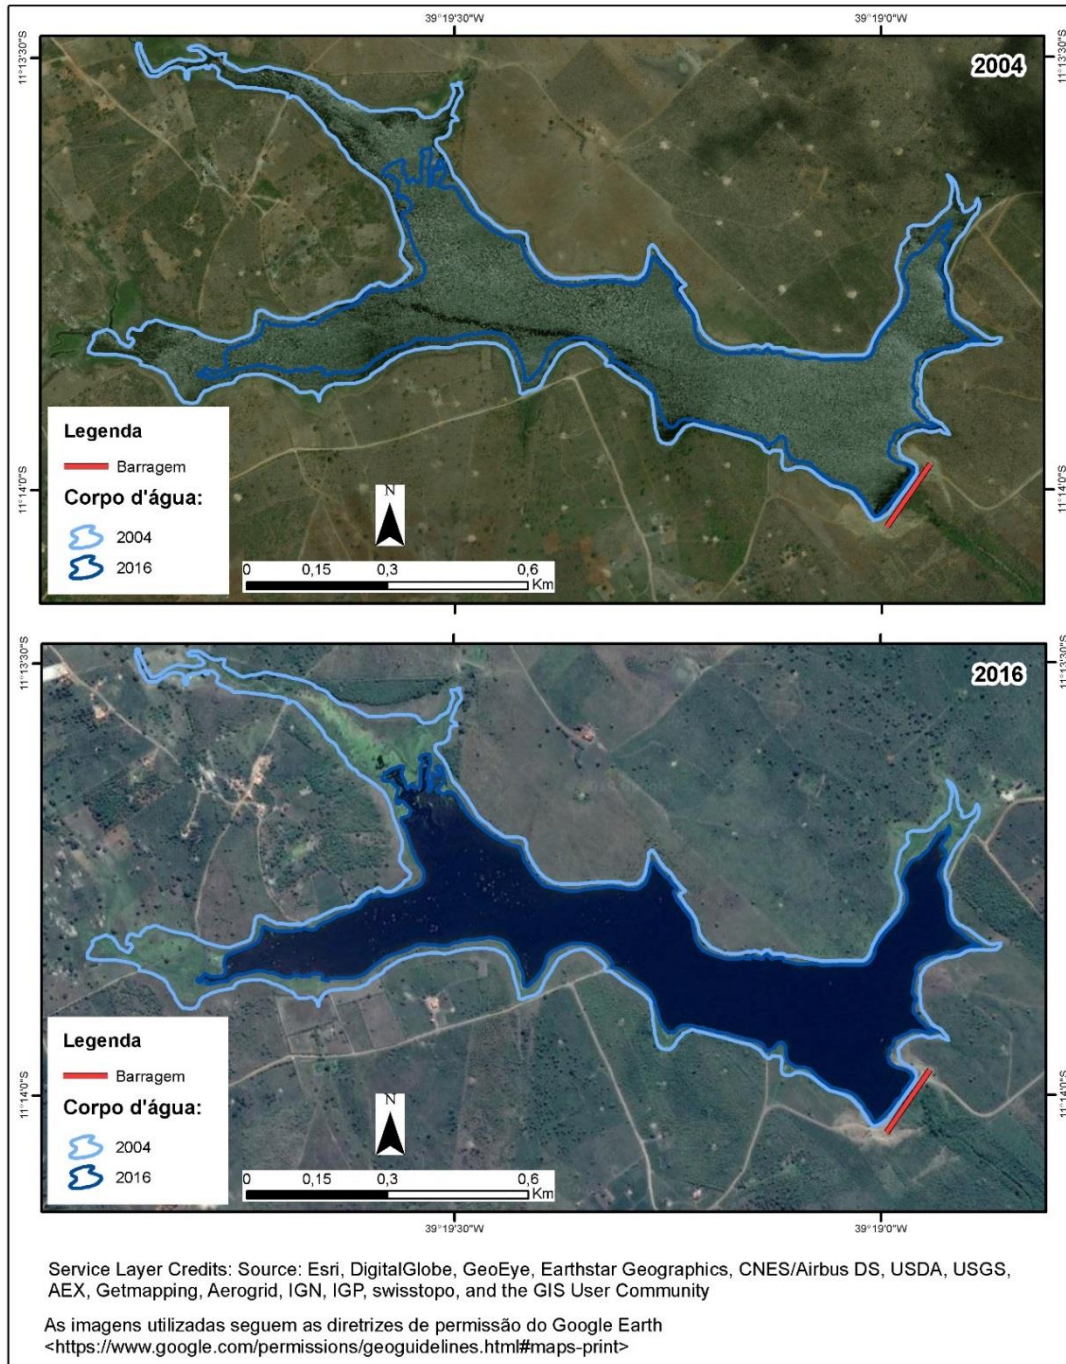 39°19'30"W
39°19'0"W
11°13'30"S
11°13'30"S
2004
Legenda
Barragem
Corpo d'água:
2004
2016
N
0
0,15
0,3
0,6
Km
11°14'0"S
11°14'0"S
11°13'30"S
11°13'30"S
2016
Legenda
Barragem
Corpo d'água:
2004
2016
N
0
0,15
0,3
0,6
Km
11°14'0"S
11°14'0"S
39°19'30"W
39°19'0"W
Service Layer Credits: Source: Esri, DigitalGlobe, GeoEye, Earthstar Geographics, CNES/Airbus DS, USDA, USGS,
AEX, Getmapping, Aerogrid, IGN, IGP, swisstopo, and the GIS User Community
As imagens utilizadas seguem as diretrizes de permissão do Google Earth
<https://www.google.com/permissions/geoguidelines.html#maps-print>